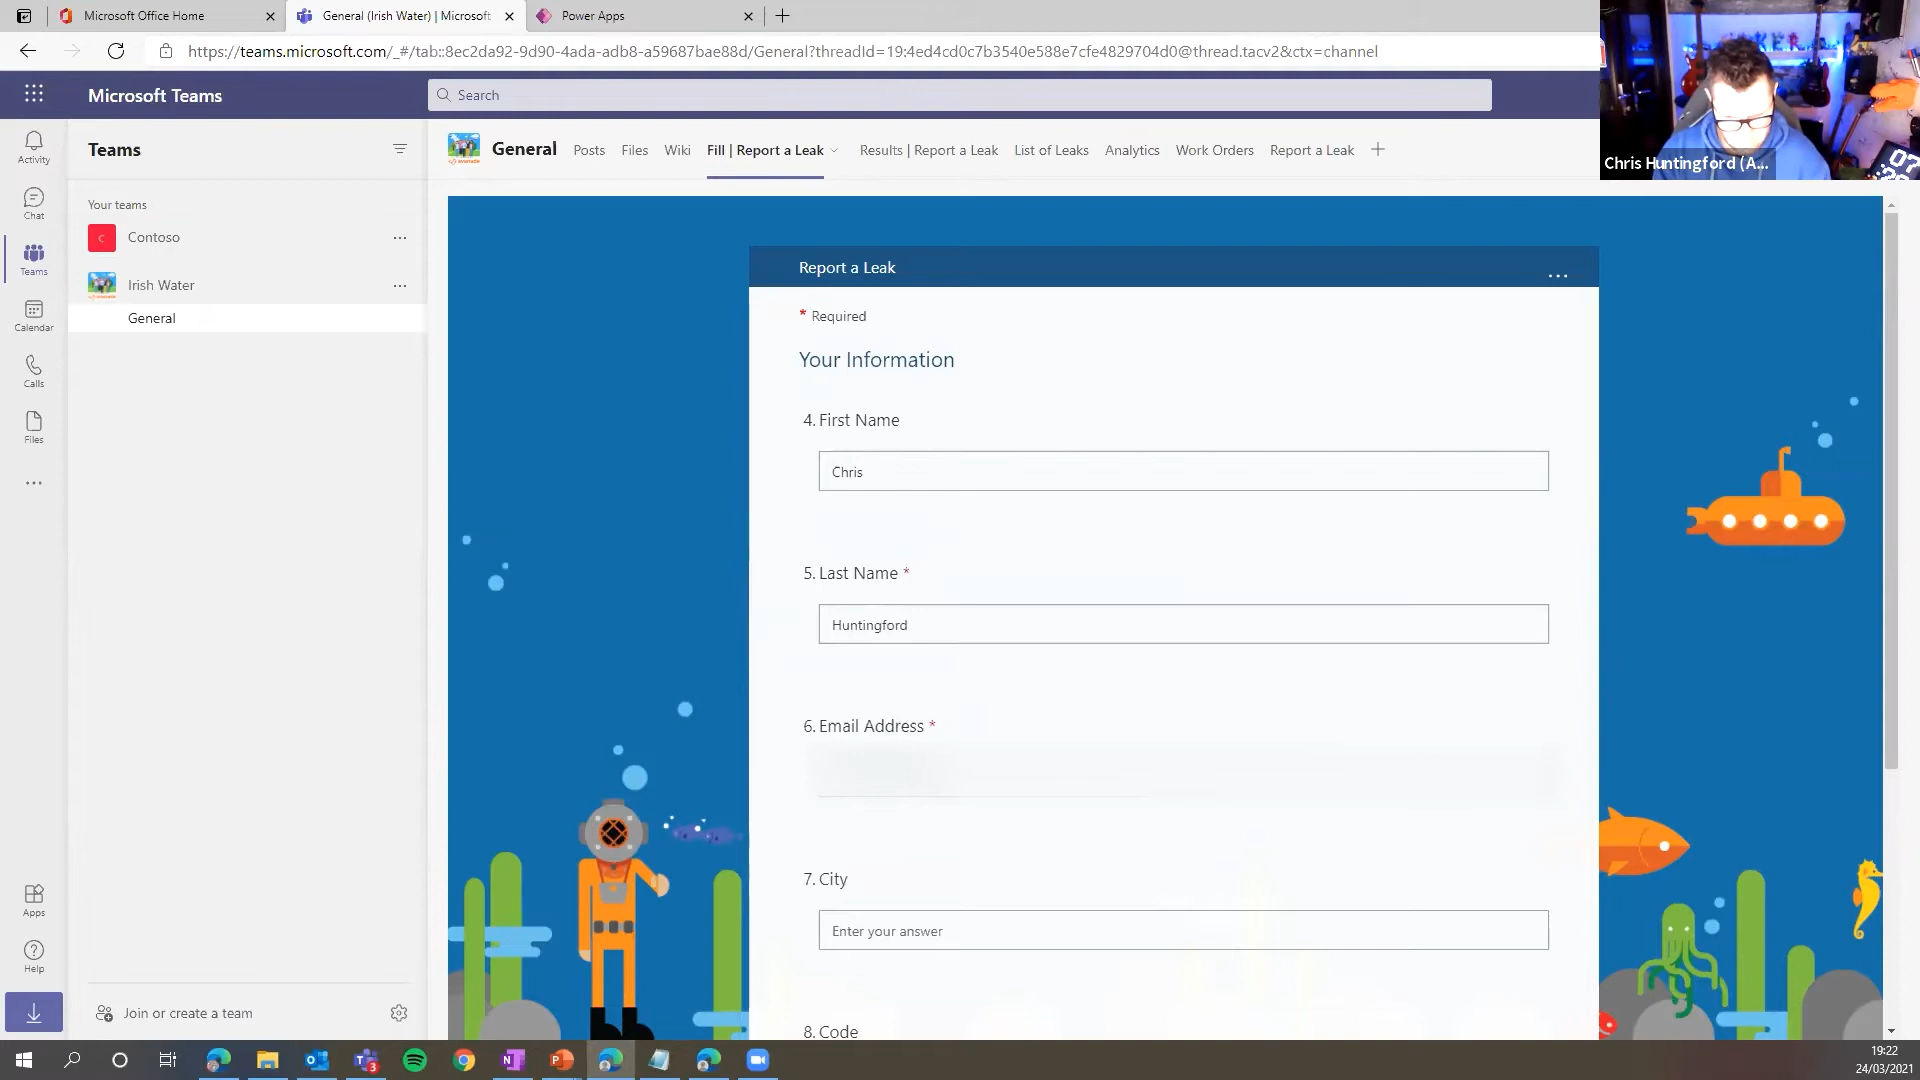 Microsoft Office Home
General (Irish Water) | Microsoft
Power Apps
https://teams.microsoft.com/_#/tab::8ec2da92-9d90-4ada-adb8-a59687bae88d/General?threadId=19:4ed4cd0c7b3540e588e7cfe4829704d0@thread.tacv2&ctx=channel
Microsoft Teams
Search
Chris Huntingford (A...
Activity
Chat
Teams
Calendar
Calls
Files
Apps
Help
Teams
Your teams
C
Contoso
Irish Water
General
Join or create a team
General
Posts
Files
Wiki
Fill | Report a Leak
Results | Report a Leak
List of Leaks
Analytics
Work Orders
Report a Leak
Report a Leak
* Required
Your Information
4. First Name
Chris
5. Last Name *
Huntingford
6. Email Address *
7. City
Enter your answer
8. Code
3
19:22
24/03/2021